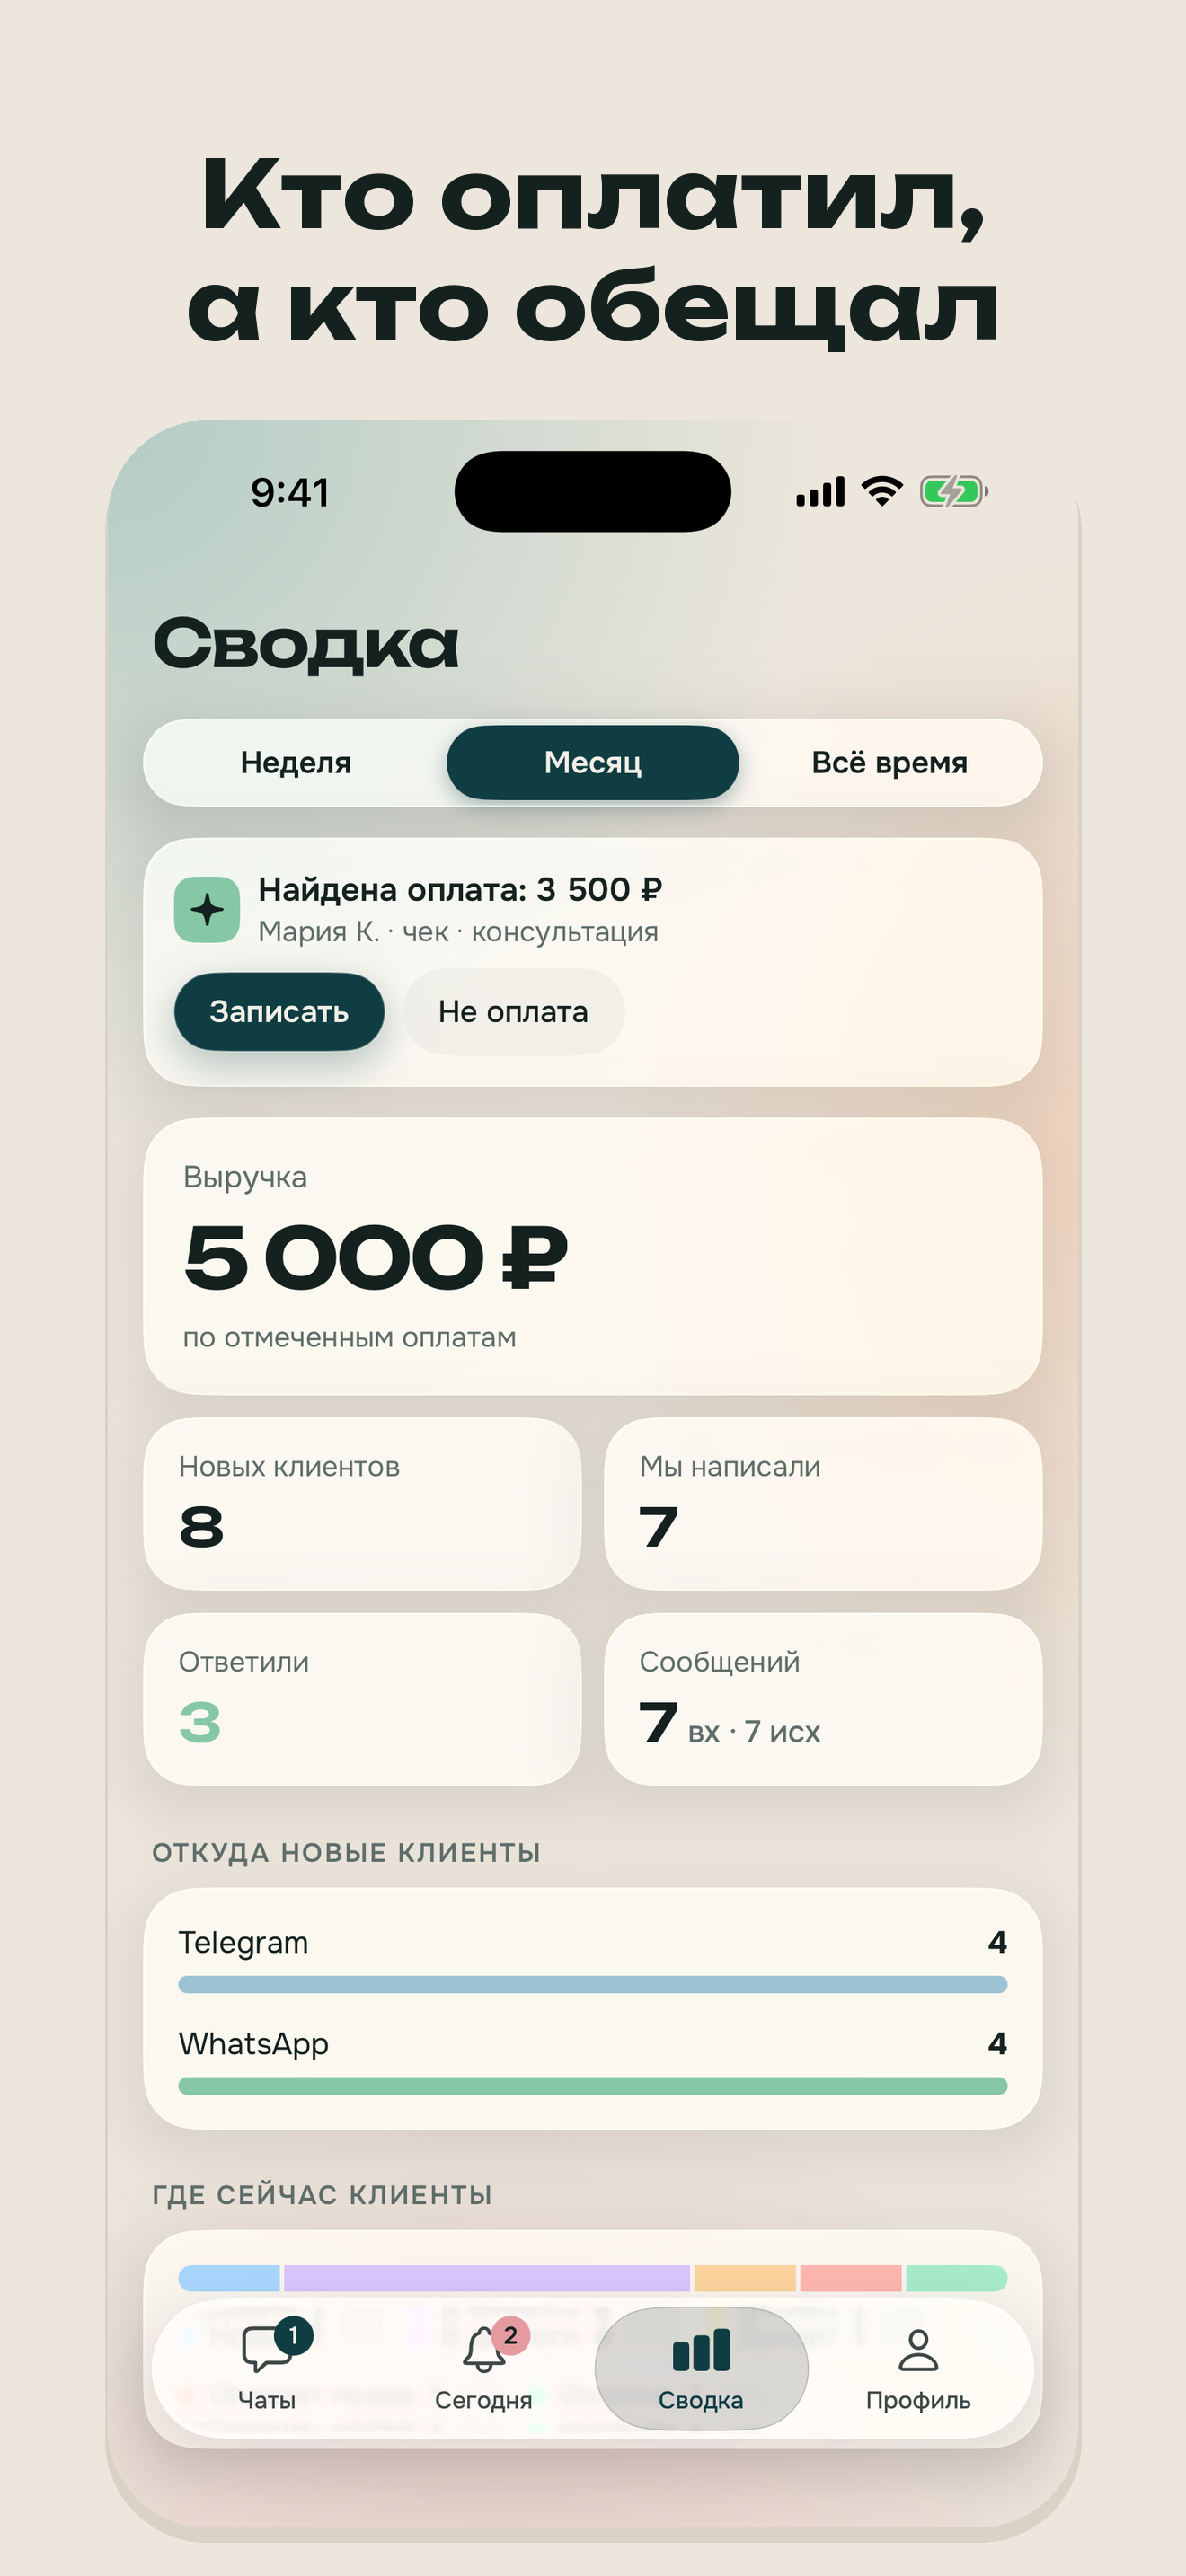 Кто оплатил,
а кто обещал
9:41
Сводка
Неделя Месяц Всё время
Найдена оплата: 3 500 ₽
Мария К. · чек · консультация
Записать Не оплата
Выручка
5 000 ₽
по отмеченным оплатам
Новых клиентов
8
Мы написали
7
Ответили
3
Сообщений
7 вх · 7 исх
ОТКУДА НОВЫЕ КЛИЕНТЫ
Telegram 4
WhatsApp 4
ГДЕ СЕЙЧАС КЛИЕНТЫ
1 2
Чаты Сегодня Сводка Профиль